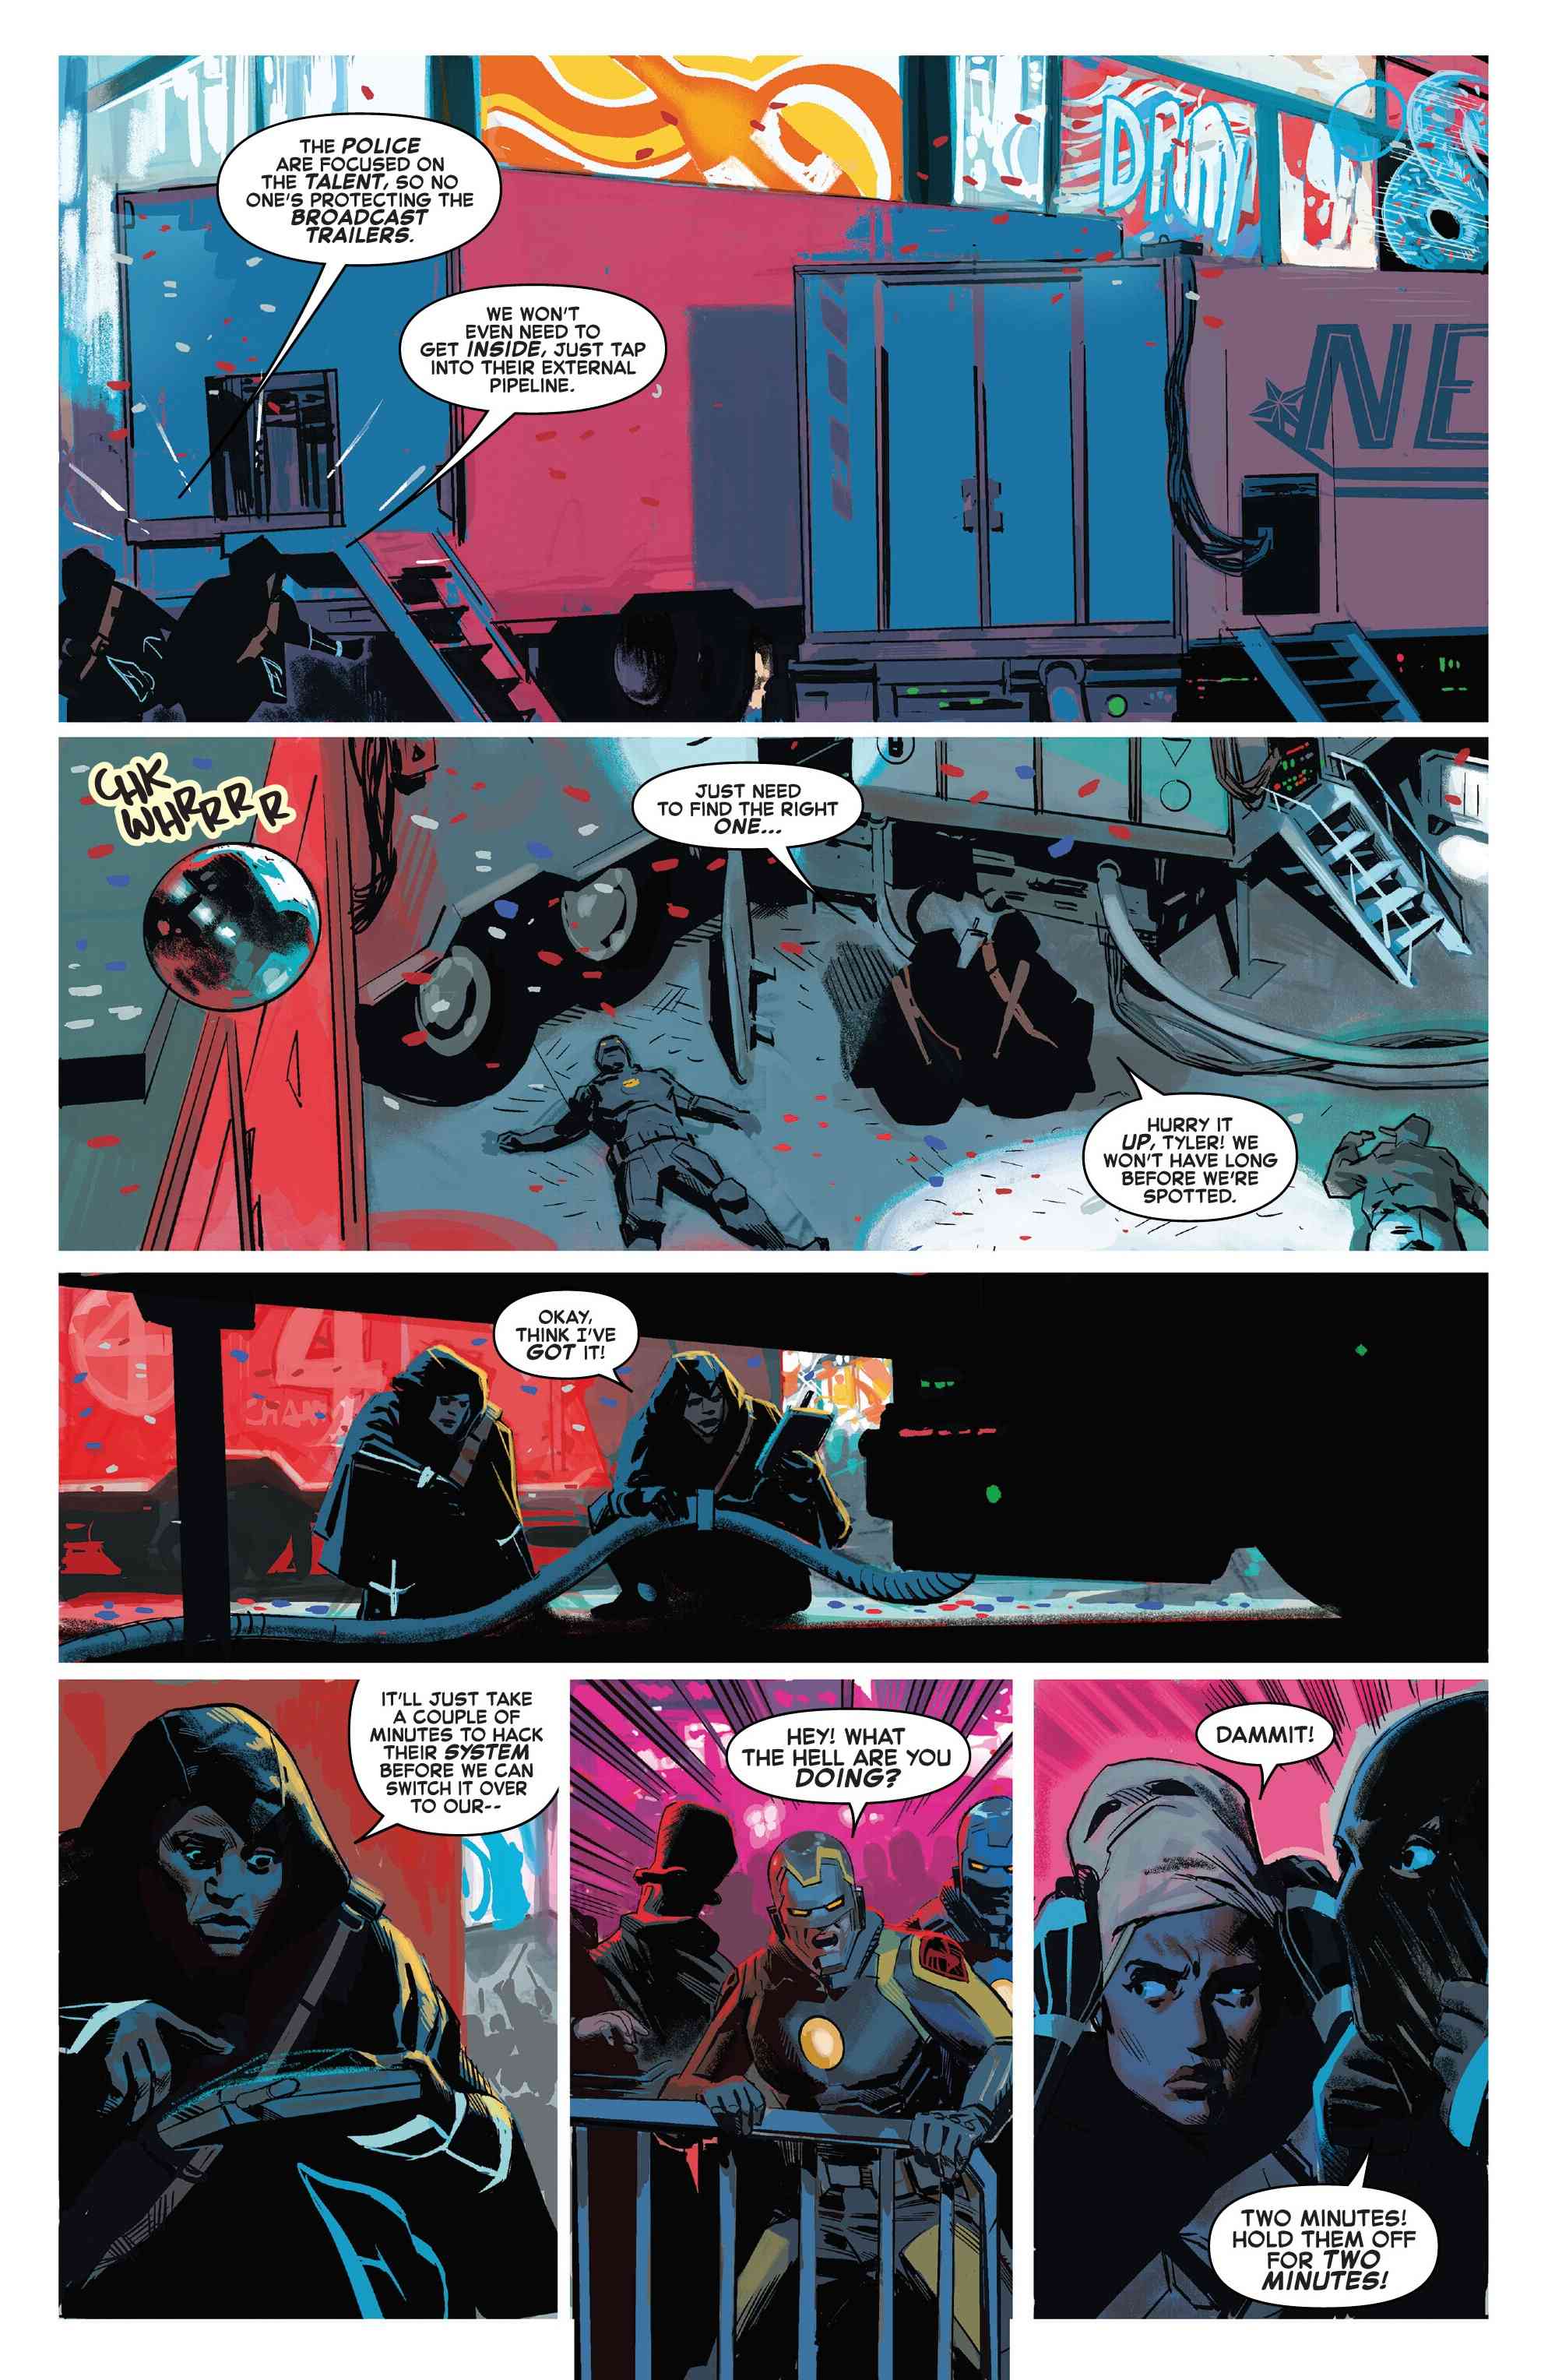 THE POLICE
ARE FOCUSED ON
THE TALENT, SO NO
ONE'S PROTECTING THE
BROADCAST
TRAILERS.
WE WON'T
EVEN NEED TO
GET INSIDE, JUST TAP
INTO THEIR EXTERNAL
PIPELINE.
NE
CHK
WHRRRR
JUST NEED
TO FIND THE RIGHT
ONE...
HURRY IT
UP, TYLER! WE
WON'T HAVE LONG
BEFORE WE'RE
SPOTTED.
OKAY,
THINK I'VE
GOT IT!
4
4
IT'LL JUST TAKE
A COUPLE OF
MINUTES TO HACK
THEIR SYSTEM
BEFORE WE CAN
SWITCH IT OVER
TO OUR--
HEY! WHAT
THE HELL ARE YOU
DOING?
DAMMIT!
TWO MINUTES!
HOLD THEM OFF
FOR TWO
MINUTES!